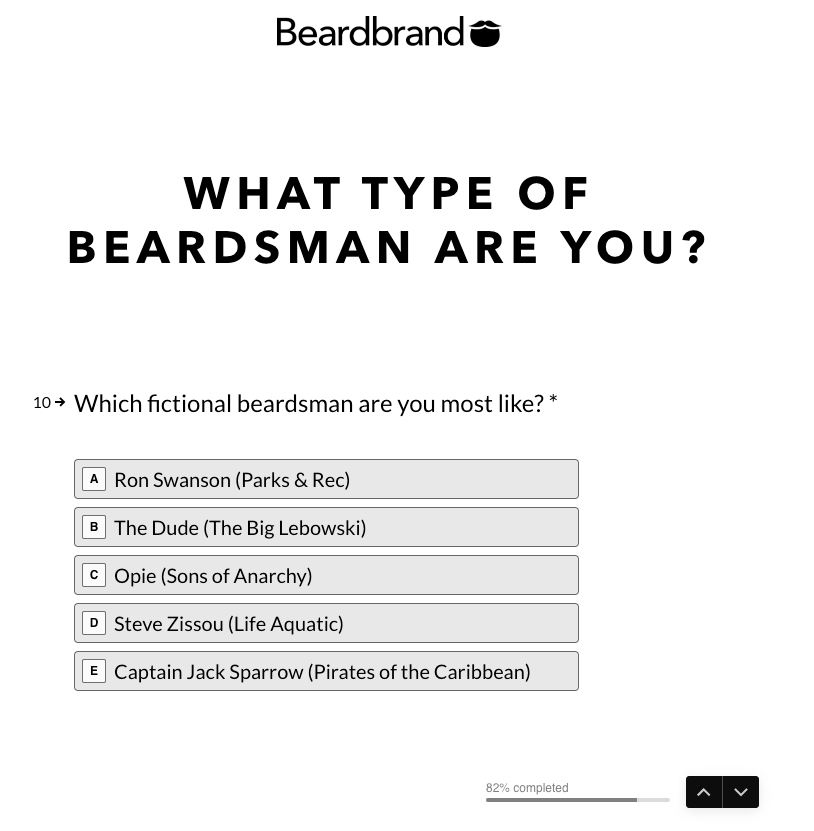 Beardbrand
WHAT TYPE OF
BEARDSMAN ARE YOU?
10 → Which fictional beardsman are you most like? *
A Ron Swanson (Parks & Rec)
B The Dude (The Big Lebowski)
C Opie (Sons of Anarchy)
D Steve Zissou (Life Aquatic)
E Captain Jack Sparrow (Pirates of the Caribbean)
82% completed